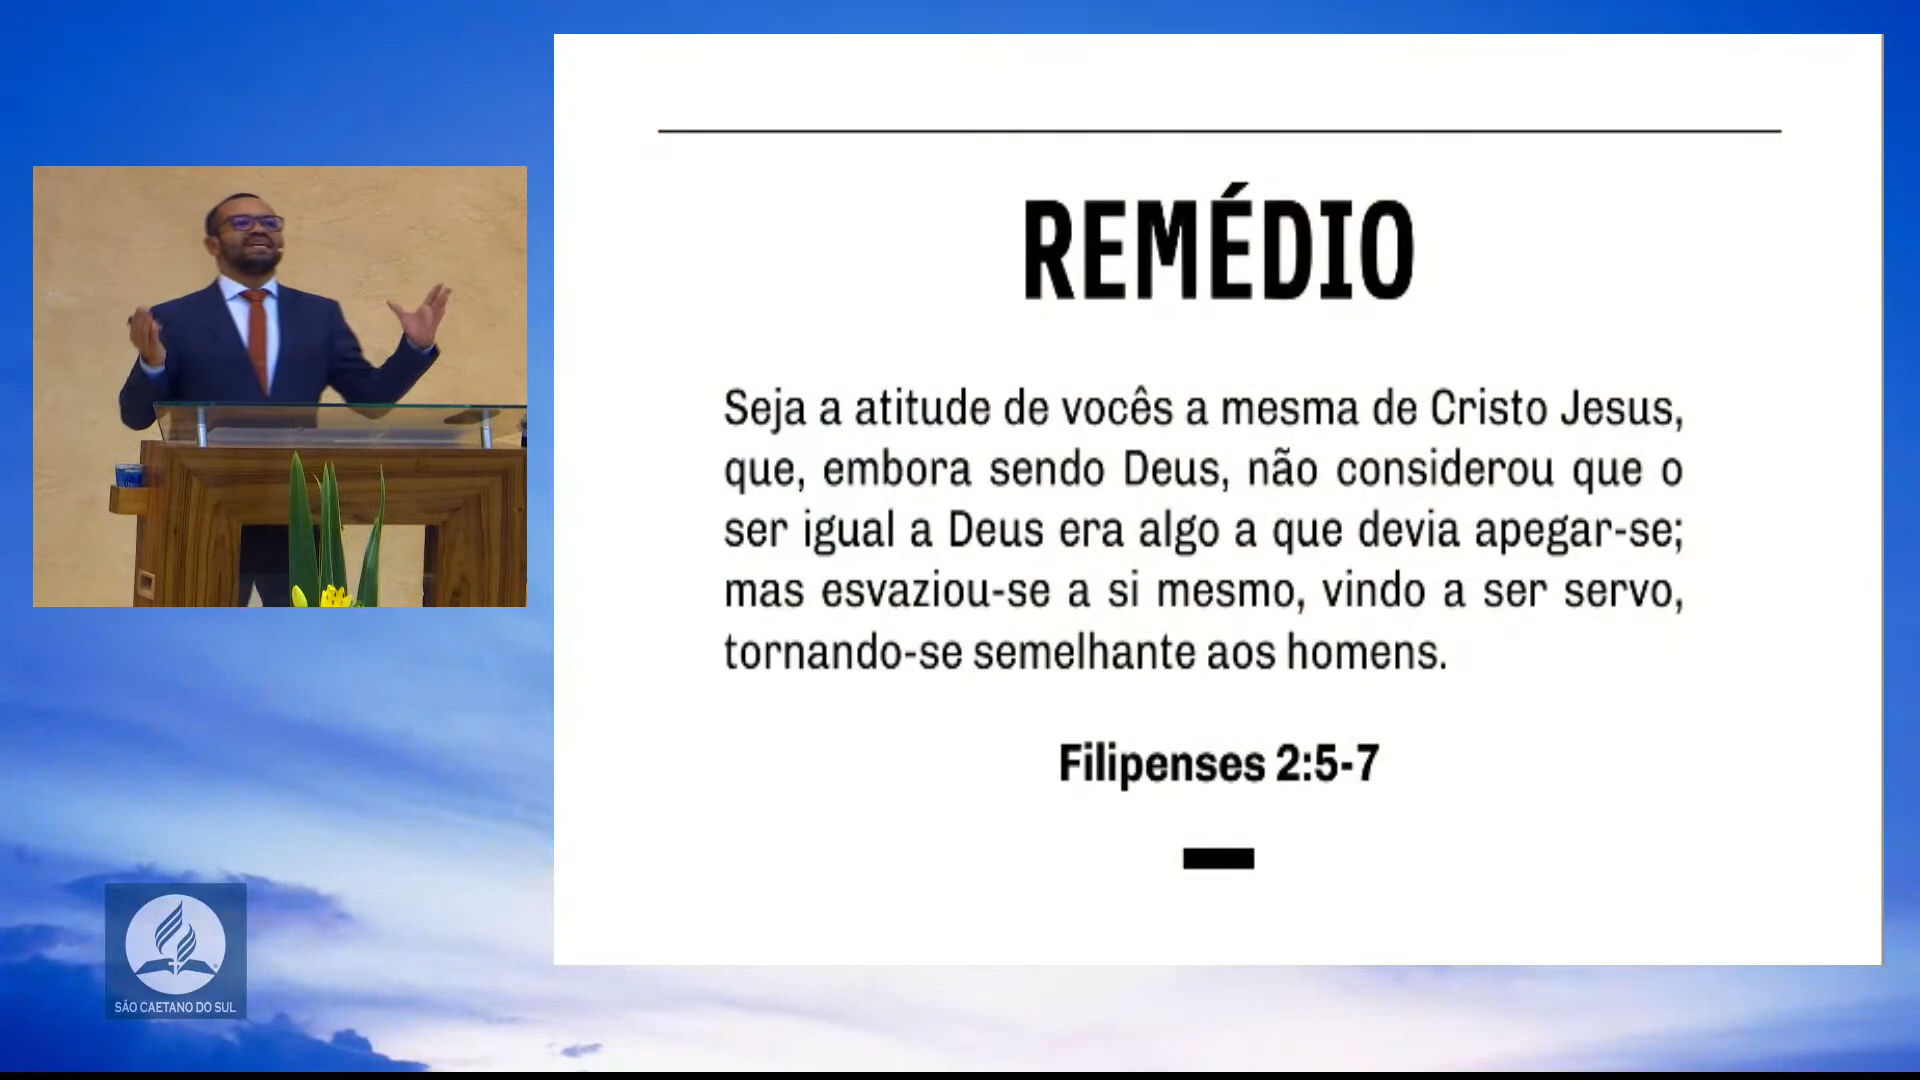 REMÉDIO
Seja a atitude de vocês a mesma de Cristo Jesus,
que, embora sendo Deus, não considerou que o
ser igual a Deus era algo a que devia apegar-se;
mas esvaziou-se a si mesmo, vindo a ser servo,
tornando-se semelhante aos homens.
Filipenses 2:5-7
SÃO CAETANO DO SUL